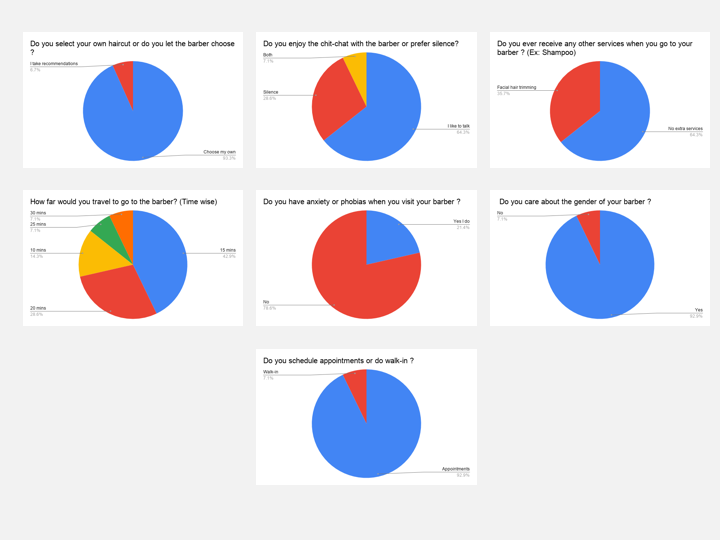 Do you select your own haircut or do you let the barber choose
?
I take recommendations
6.7%
Choose my own
93.3%
Do you enjoy the chit-chat with the barber or prefer silence?
Both
7.1%
Silence
28.6%
I like to talk
64.3%
Do you ever receive any other services when you go to your
barber ? (Ex: Shampoo)
Facial hair trimming
35.7%
No extra services
64.3%
How far would you travel to go to the barber? (Time wise)
30 mins
7.1%
25 mins
7.1%
10 mins
14.3%
15 mins
42.9%
20 mins
28.6%
Do you have anxiety or phobias when you visit your barber ?
Yes I do
21.4%
No
78.6%
Do you care about the gender of your barber ?
No
7.1%
Yes
92.9%
Do you schedule appointments or do walk-in ?
Walk-in
7.1%
Appointments
92.9%